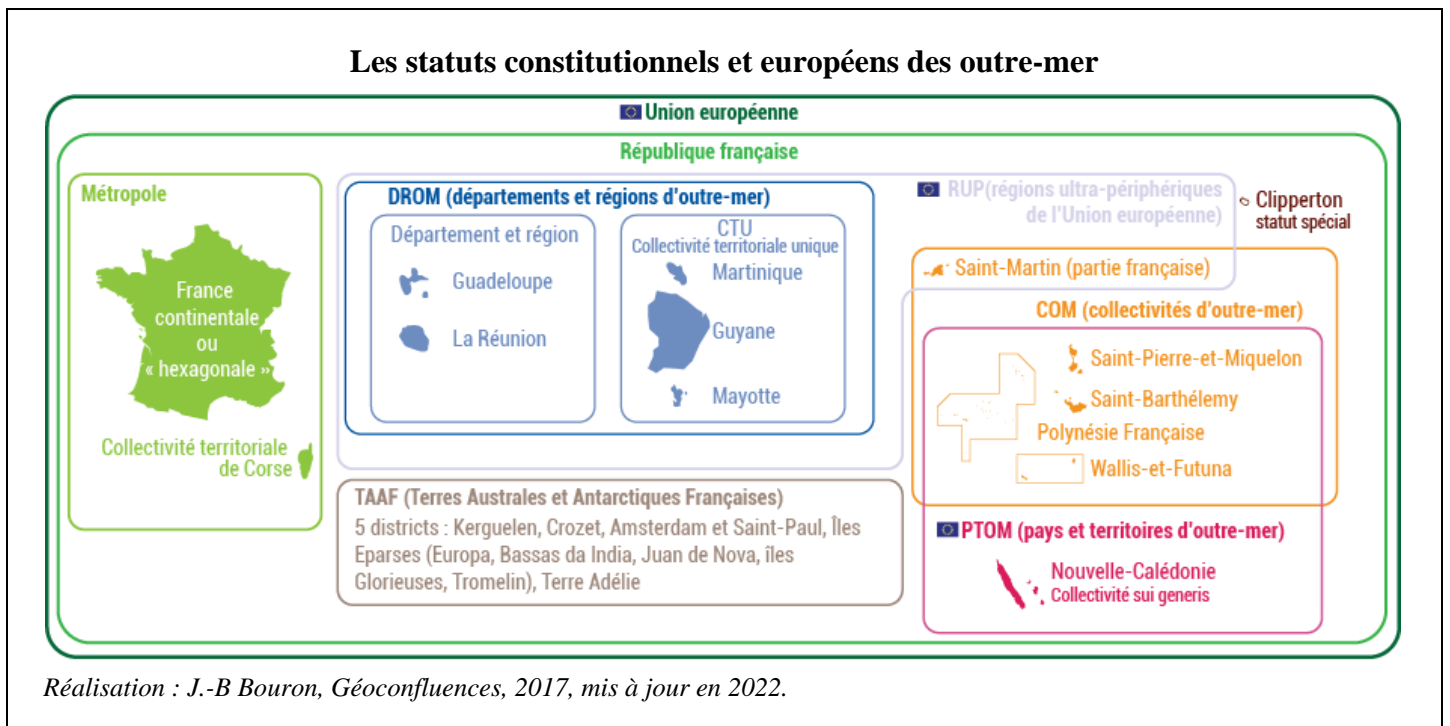 Les statuts constitutionnels et européens des outre-mer
Union européenne
République française
Métropole
France
continentale
ou
« hexagonale »
Collectivité territoriale
de Corse
DROM (départements et régions d'outre-mer)
Département et région
Guadeloupe
La Réunion
CTU
Collectivité territoriale unique
Martinique
Guyane
Mayotte
RUP(régions ultra-périphériques
de l'Union européenne)
Clipperton
statut spécial
Saint-Martin (partie française)
COM (collectivités d'outre-mer)
Saint-Pierre-et-Miquelon
Saint-Barthélemy
Polynésie Française
Wallis-et-Futuna
TAAF (Terres Australes et Antarctiques Françaises)
5 districts : Kerguelen, Crozet, Amsterdam et Saint-Paul, Îles
Eparses (Europa, Bassas da India, Juan de Nova, îles
Glorieuses, Tromelin), Terre Adélie
PTOM (pays et territoires d'outre-mer)
Nouvelle-Calédonie
Collectivité sui generis
Réalisation : J.-B Bouron, Géoconfluences, 2017, mis à jour en 2022.